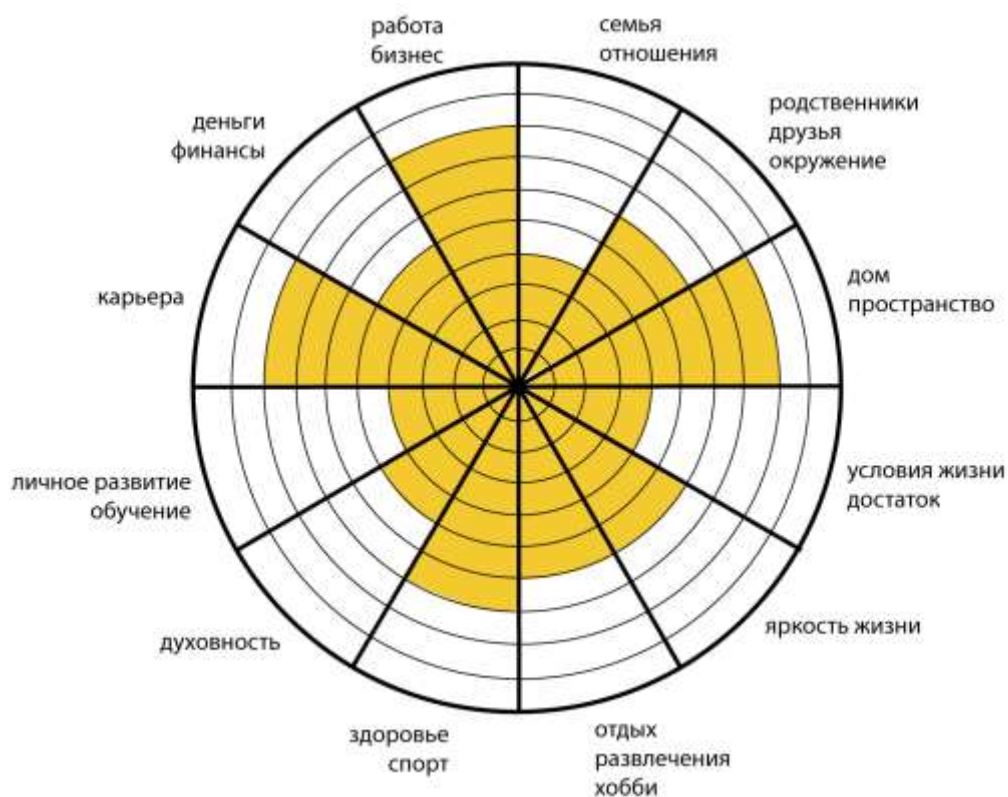 работа
бизнес
семья
отношения
родственники
друзья
окружение
деньги
финансы
карьера
дом
пространство
личное развитие
обучение
условия жизни
достаток
духовность
яркость жизни
здоровье
спорт
отдых
развлечения
хобби